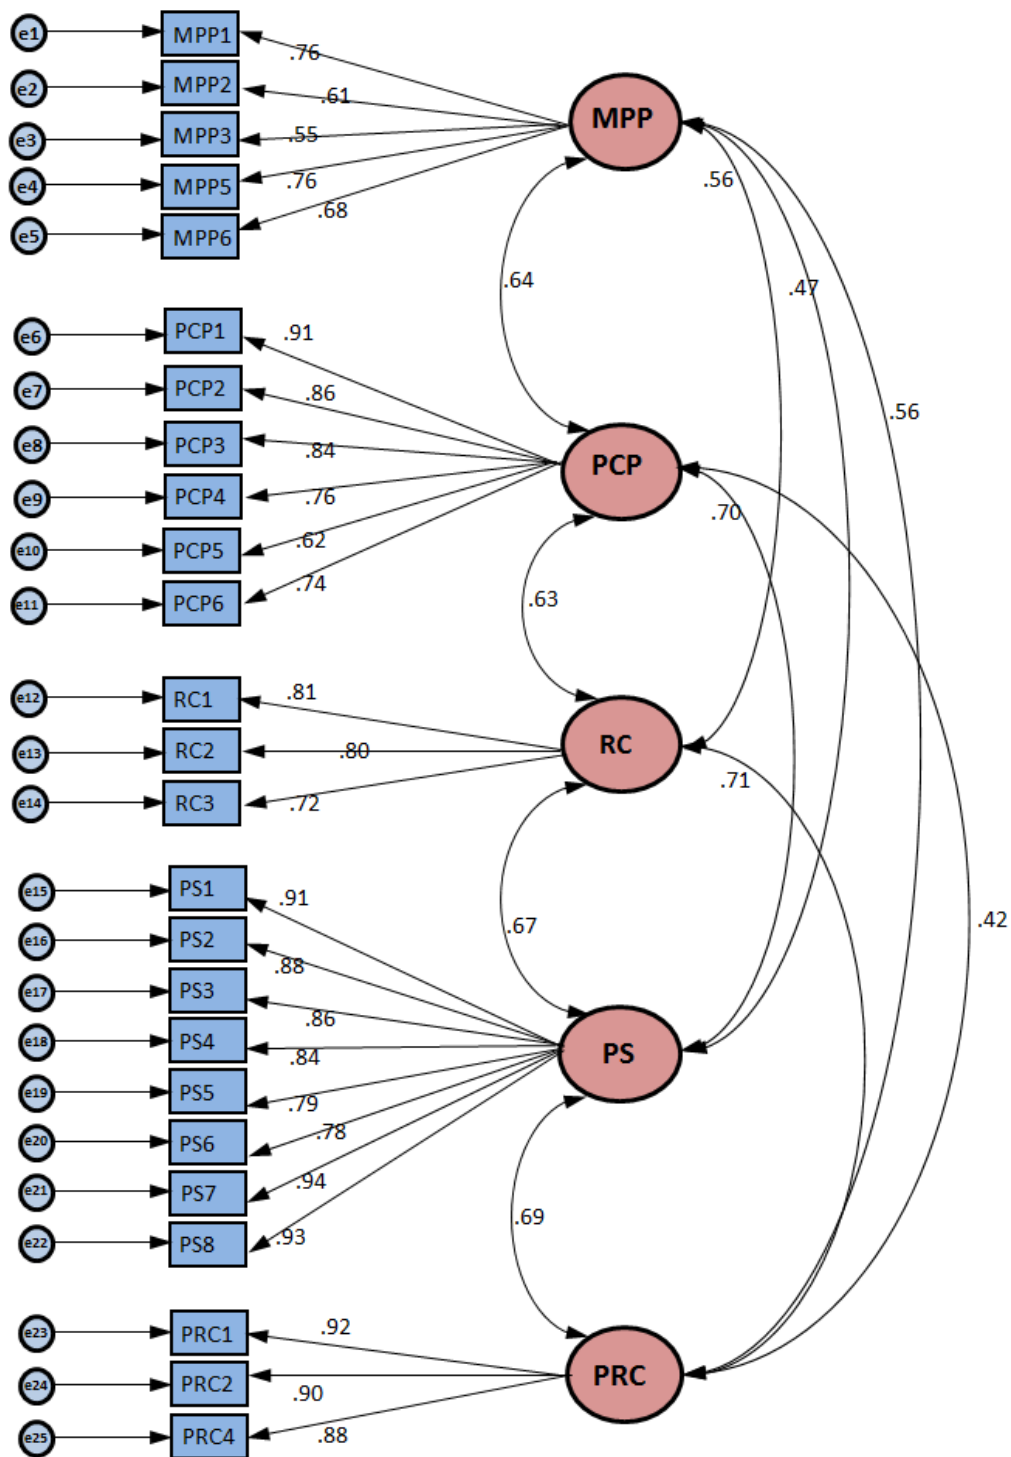 e1 MPP1 .76
e2 MPP2 .61
e3 MPP3 .55
e4 MPP5 .76
e5 MPP6 .68
MPP
.56
.47
.64
.56
e6 PCP1 .91
e7 PCP2 .86
e8 PCP3 .84
e9 PCP4 .76
e10 PCP5 .62
e11 PCP6 .74
PCP
.70
.63
e12 RC1 .81
e13 RC2 .80
e14 RC3 .72
RC
.71
.67
.42
e15 PS1 .91
e16 PS2 .88
e17 PS3 .86
e18 PS4 .84
e19 PS5 .79
e20 PS6 .78
e21 PS7 .94
e22 PS8 .93
PS
.69
e23 PRC1 .92
e24 PRC2 .90
e25 PRC4 .88
PRC